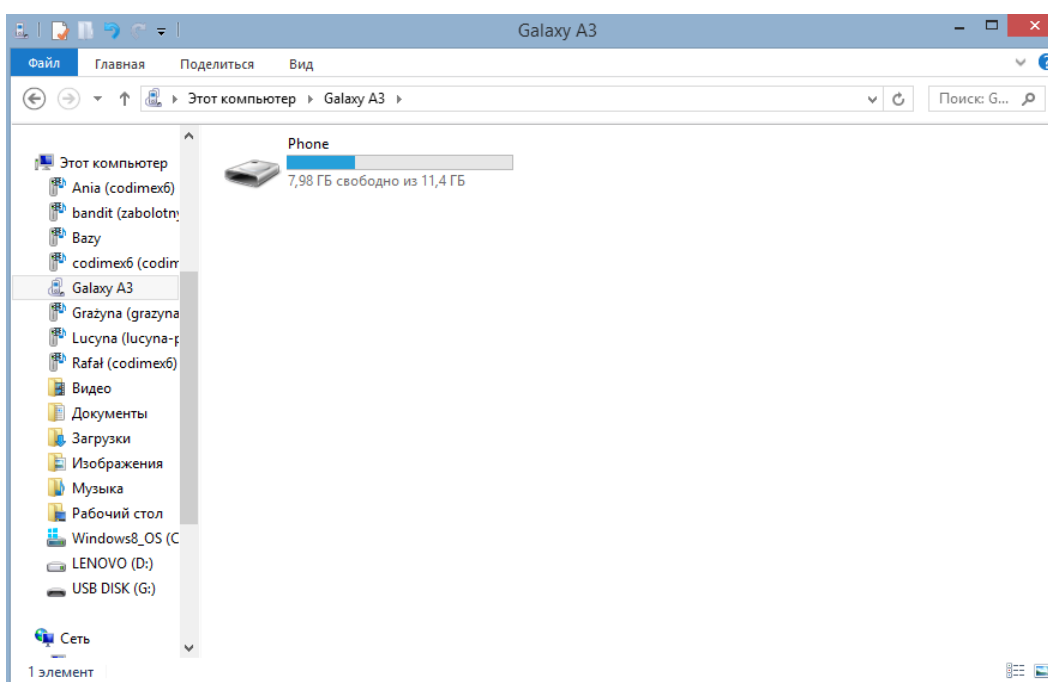 Galaxy A3
Файл Главная Поделиться Вид
Этот компьютер Galaxy A3 Поиск: G...
Этот компьютер
Ania (codimex6)
bandit (zabolotny
Bazy
codimex6 (codim
Galaxy A3
Grażyna (grazyna
Lucyna (lucyna-p
Rafał (codimex6)
Видео
Документы
Загрузки
Изображения
Музыка
Рабочий стол
Windows8_OS (C
LENOVO (D:)
USB DISK (G:)
Сеть
Phone
7,98 ГБ свободно из 11,4 ГБ
1 элемент